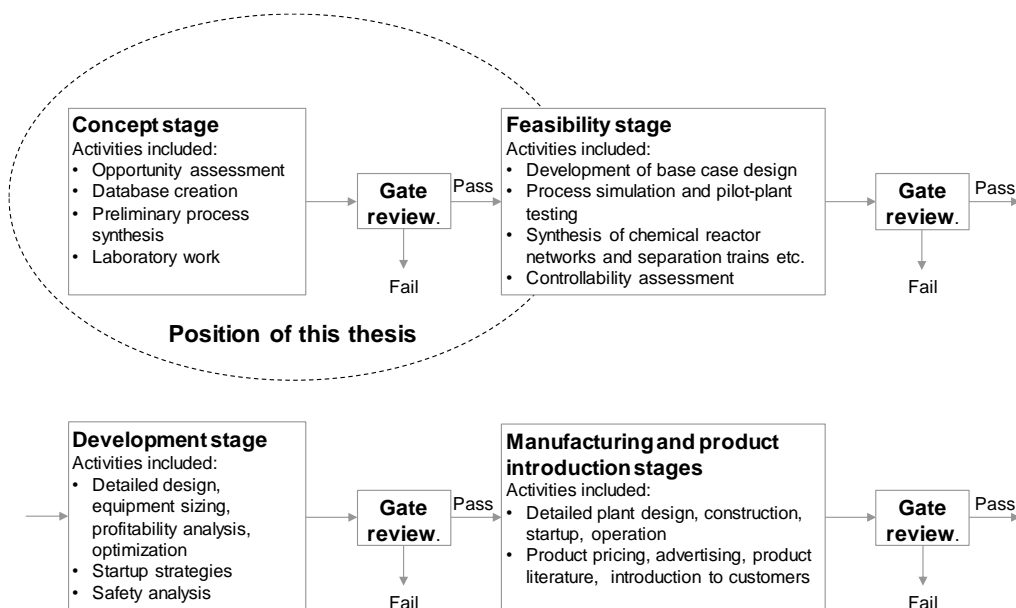 Concept stage
Activities included:
• Opportunity assessment
• Database creation
• Preliminary process
synthesis
• Laboratory work
Gate
review.
Pass
Fail
Feasibility stage
Activities included:
• Development of base case design
• Process simulation and pilot-plant
testing
• Synthesis of chemical reactor
networks and separation trains etc.
• Controllability assessment
Gate
review.
Pass
Fail
Position of this thesis
Development stage
Activities included:
• Detailed design,
equipment sizing,
profitability analysis,
optimization
• Startup strategies
• Safety analysis
Gate
review.
Pass
Fail
Manufacturing and product
introduction stages
Activities included:
• Detailed plant design, construction,
startup, operation
• Product pricing, advertising, product
literature, introduction to customers
Gate
review.
Pass
Fail